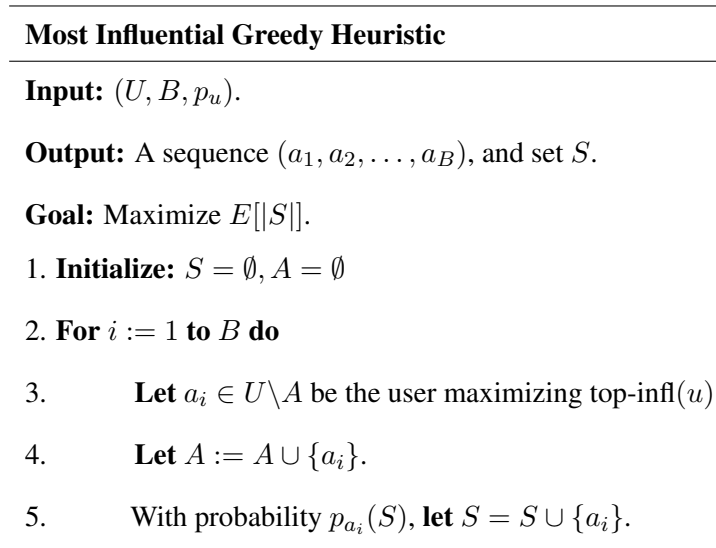 Most Influential Greedy Heuristic
Input: (U, B, p_u).
Output: A sequence (a_1, a_2, . . . , a_B), and set S.
Goal: Maximize E[|S|].
1. Initialize: S = ∅, A = ∅
2. For i := 1 to B do
3. Let a_i ∈ U\A be the user maximizing top-infl(u)
4. Let A := A ∪ {a_i}.
5. With probability p_{a_i}(S), let S = S ∪ {a_i}.